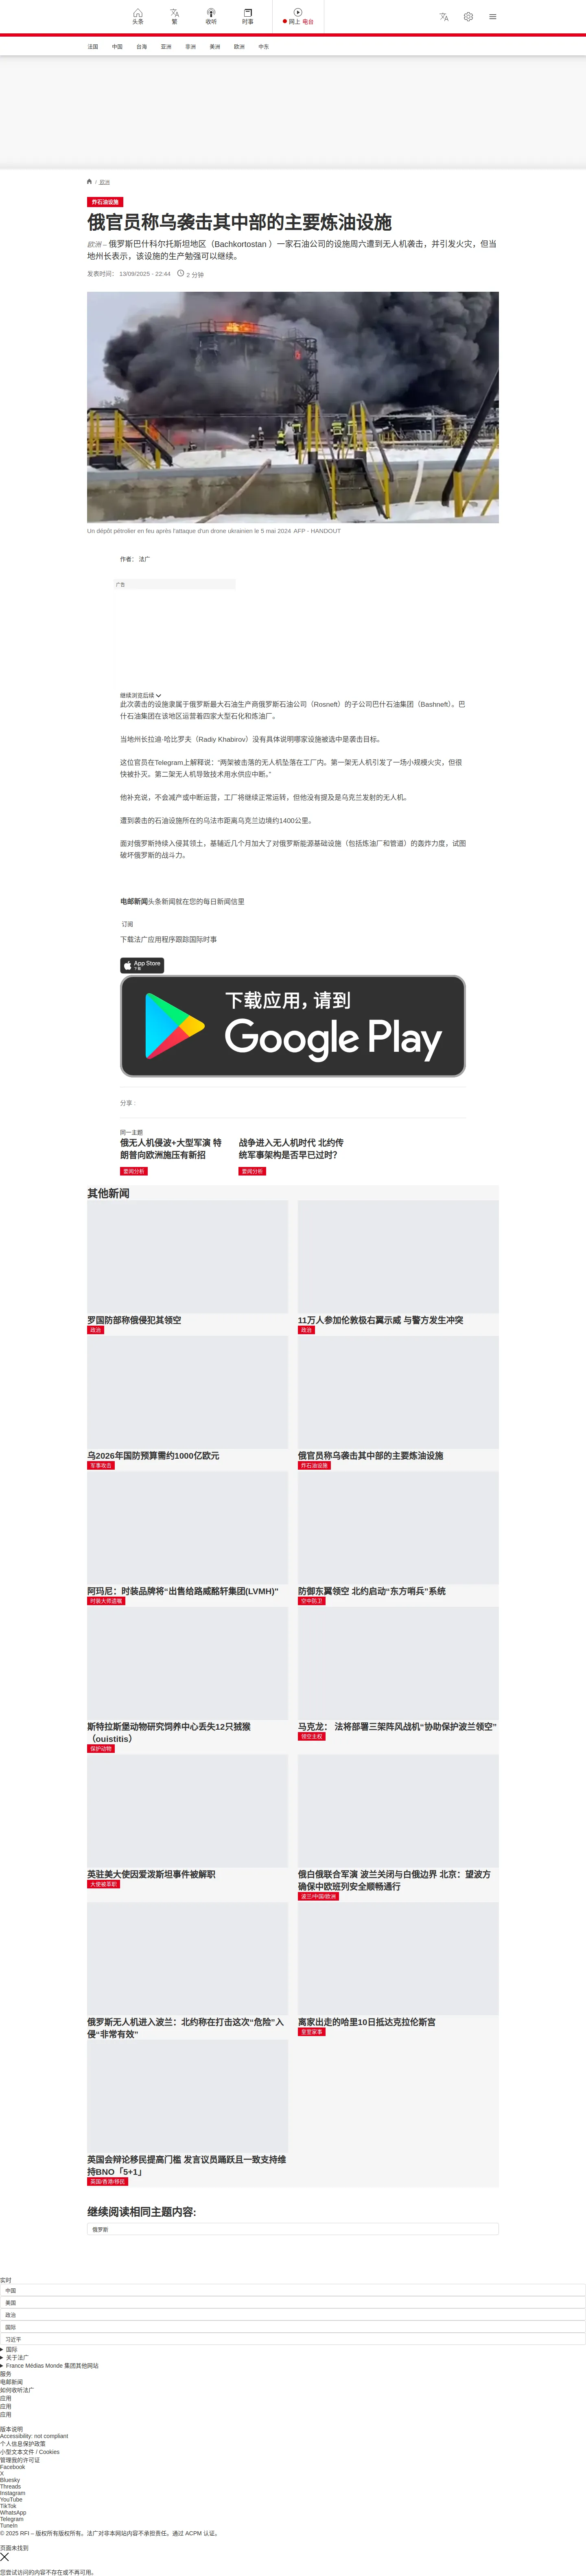 头条
繁
收听
时事
网上 电台
法国
中国
台海
亚洲
非洲
美洲
欧洲
中东
/ 欧洲
炸石油设施
俄官员称乌袭击其中部的主要炼油设施
欧洲 – 俄罗斯巴什科尔托斯坦地区（Bachkortostan ）一家石油公司的设施周六遭到无人机袭击，并引发火灾，但当
地州长表示，该设施的生产勉强可以继续。
发表时间： 13/09/2025 - 22:44
2 分钟
Un dépôt pétrolier en feu après l'attaque d'un drone ukrainien le 5 mai 2024 AFP - HANDOUT
作者： 法广
广告
继续浏览后续
此次袭击的设施隶属于俄罗斯最大石油生产商俄罗斯石油公司（Rosneft）的子公司巴什石油集团（Bashneft）。巴
什石油集团在该地区运营着四家大型石化和炼油厂。
当地州长拉迪·哈比罗夫（Radiy Khabirov）没有具体说明哪家设施被选中是袭击目标。
这位官员在Telegram上解释说：“两架被击落的无人机坠落在工厂内。第一架无人机引发了一场小规模火灾，但很
快被扑灭。第二架无人机导致技术用水供应中断。”
他补充说，不会减产或中断运营，工厂将继续正常运转，但他没有提及是乌克兰发射的无人机。
遭到袭击的石油设施所在的乌法市距离乌克兰边境约1400公里。
面对俄罗斯持续入侵其领土，基辅近几个月加大了对俄罗斯能源基础设施（包括炼油厂和管道）的轰炸力度，试图
破坏俄罗斯的战斗力。
电邮新闻头条新闻就在您的每日新闻信里
订阅
下载法广应用程序跟踪国际时事
App Store
下载
下载应用，请到
Google Play
分享 :
同一主题
俄无人机侵波+大型军演 特
朗普向欧洲施压有新招
要闻分析
战争进入无人机时代 北约传
统军事架构是否早已过时？
要闻分析
其他新闻
罗国防部称俄侵犯其领空
政治
11万人参加伦敦极右翼示威 与警方发生冲突
政治
乌2026年国防预算需约1000亿欧元
军事攻击
俄官员称乌袭击其中部的主要炼油设施
炸石油设施
阿玛尼：时装品牌将“出售给路威酩轩集团(LVMH)”
时装大师遗嘱
防御东翼领空 北约启动“东方哨兵”系统
空中防卫
斯特拉斯堡动物研究饲养中心丢失12只狨猴
（ouistitis）
保护动物
马克龙： 法将部署三架阵风战机“协助保护波兰领空”
领空主权
英驻美大使因爱泼斯坦事件被解职
大使被革职
俄白俄联合军演 波兰关闭与白俄边界 北京：望波方
确保中欧班列安全顺畅通行
波兰/中国/欧洲
俄罗斯无人机进入波兰：北约称在打击这次“危险”入
侵“非常有效”
离家出走的哈里10日抵达克拉伦斯宫
皇室家事
英国会辩论移民提高门槛 发言议员踊跃且一致支持维
持BNO「5+1」
英国/香港/移民
继续阅读相同主题内容:
俄罗斯
实时
中国
美国
政治
国际
习近平
国际
关于法广
France Médias Monde 集团其他网站
服务
电邮新闻
如何收听法广
应用
应用
应用
版本说明
Accessibility: not compliant
个人信息保护政策
小型文本文件 / Cookies
管理我的许可证
Facebook
X
Bluesky
Threads
Instagram
YouTube
TikTok
WhatsApp
Telegram
TuneIn
© 2025 RFI – 版权所有版权所有。法广对非本网站内容不承担责任。通过 ACPM 认证。
页面未找到
您尝试访问的内容不存在或不再可用。